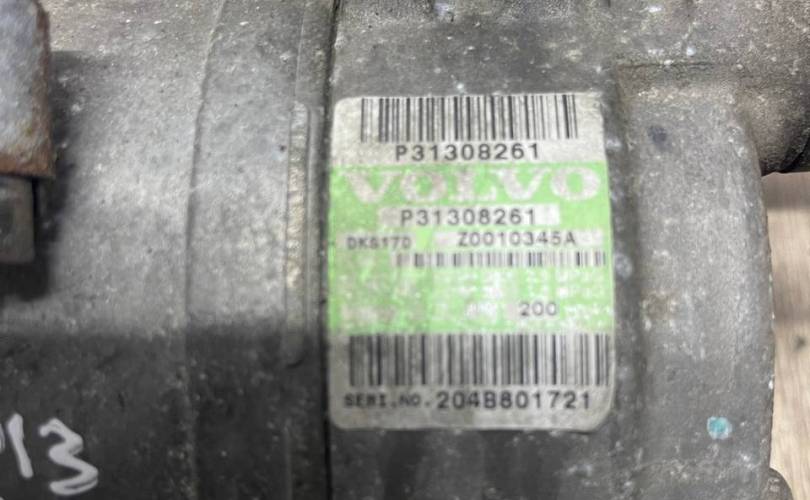 P31308261
VOLVO
P31308261
DKS17D Z0010345A
200
SERI.NO. 204B801721